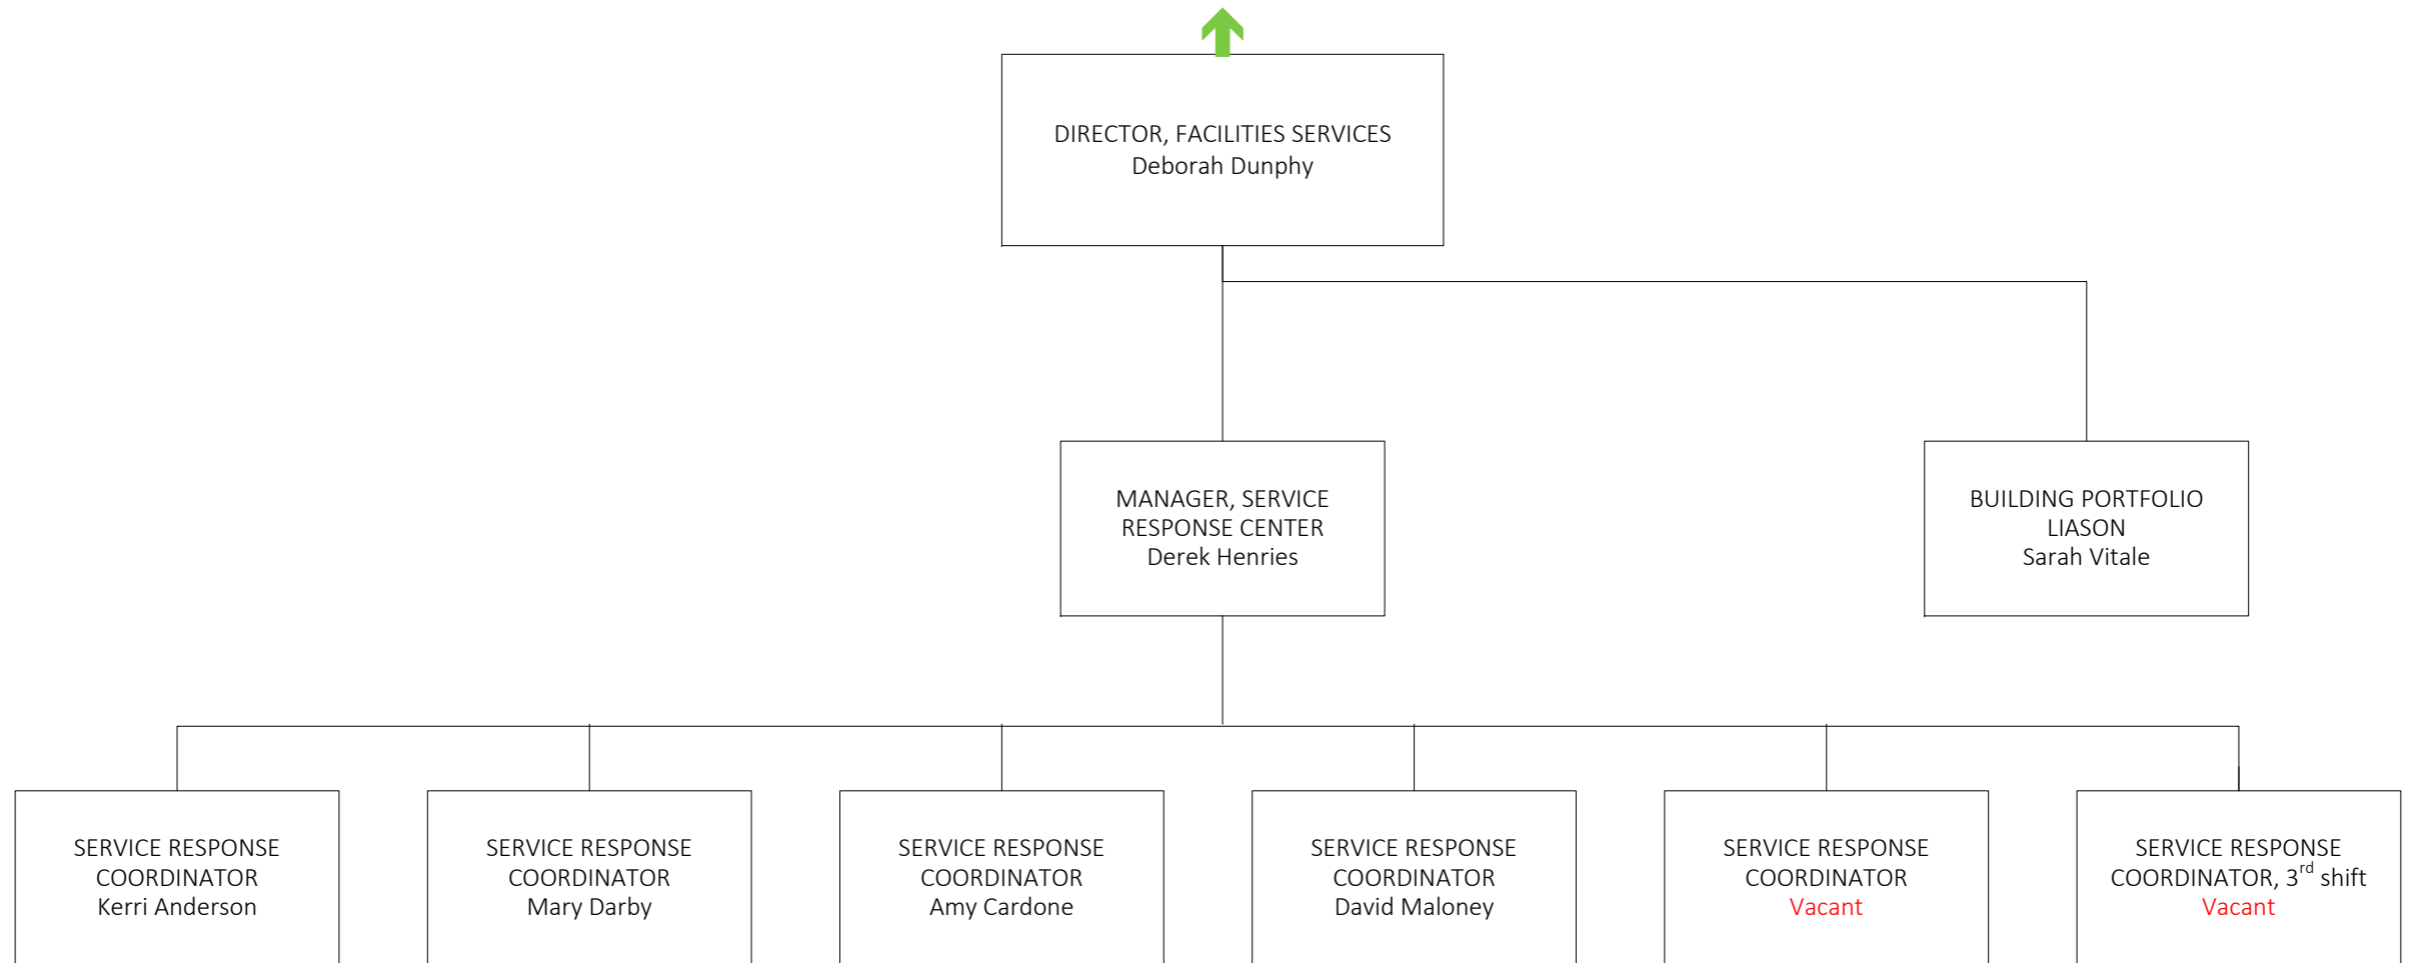 DIRECTOR, FACILITIES SERVICES
Deborah Dunphy
MANAGER, SERVICE
RESPONSE CENTER
Derek Henries
BUILDING PORTFOLIO
LIASON
Sarah Vitale
SERVICE RESPONSE
COORDINATOR
Kerri Anderson
SERVICE RESPONSE
COORDINATOR
Mary Darby
SERVICE RESPONSE
COORDINATOR
Amy Cardone
SERVICE RESPONSE
COORDINATOR
David Maloney
SERVICE RESPONSE
COORDINATOR
Vacant
SERVICE RESPONSE
COORDINATOR, 3rd shift
Vacant